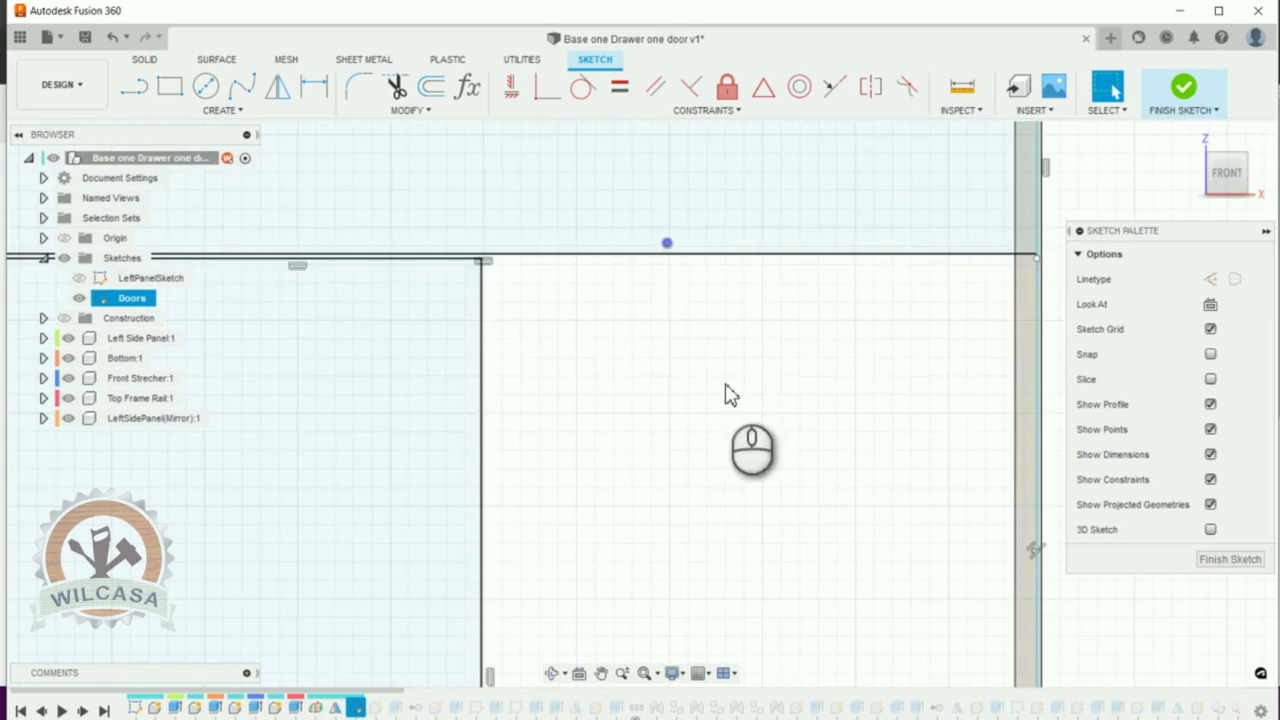 Autodesk Fusion 360
Base one Drawer one door v1*
DESIGN
SOLID
SURFACE
MESH
SHEET METAL
PLASTIC
UTILITIES
SKETCH
fx
CREATE
MODIFY
CONSTRAINTS
INSPECT
INSERT
SELECT
FINISH SKETCH
BROWSER
Base one Drawer one di...
Document Settings
Named Views
Selection Sets
Origin
Sketches
LeftPanelSketch
Doors
Construction
Left Side Panel:1
Bottom:1
Front Strecher:1
Top Frame Rail:1
LeftSidePanel(Mirror):1
Z
FRONT
X
SKETCH PALETTE
Options
Linetype
Look At
Sketch Grid
Snap
Slice
Show Profile
Show Points
Show Dimensions
Show Constraints
Show Projected Geometries
3D Sketch
Finish Sketch
WILCASA
COMMENTS